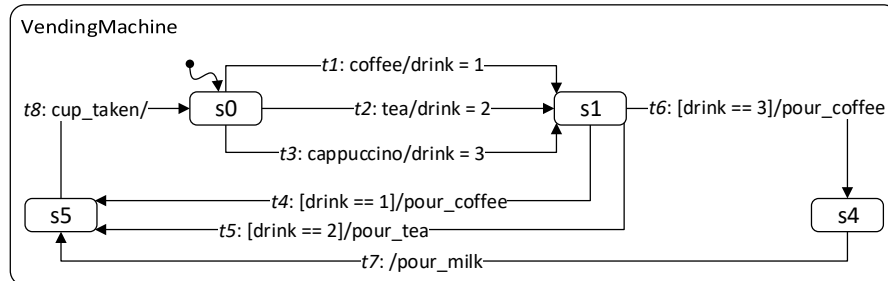 VendingMachine
t1: coffee/drink = 1
t8: cup_taken/
s0
t2: tea/drink = 2
s1
t6: [drink == 3]/pour_coffee
t3: cappuccino/drink = 3
t4: [drink == 1]/pour_coffee
s5
s4
t5: [drink == 2]/pour_tea
t7: /pour_milk